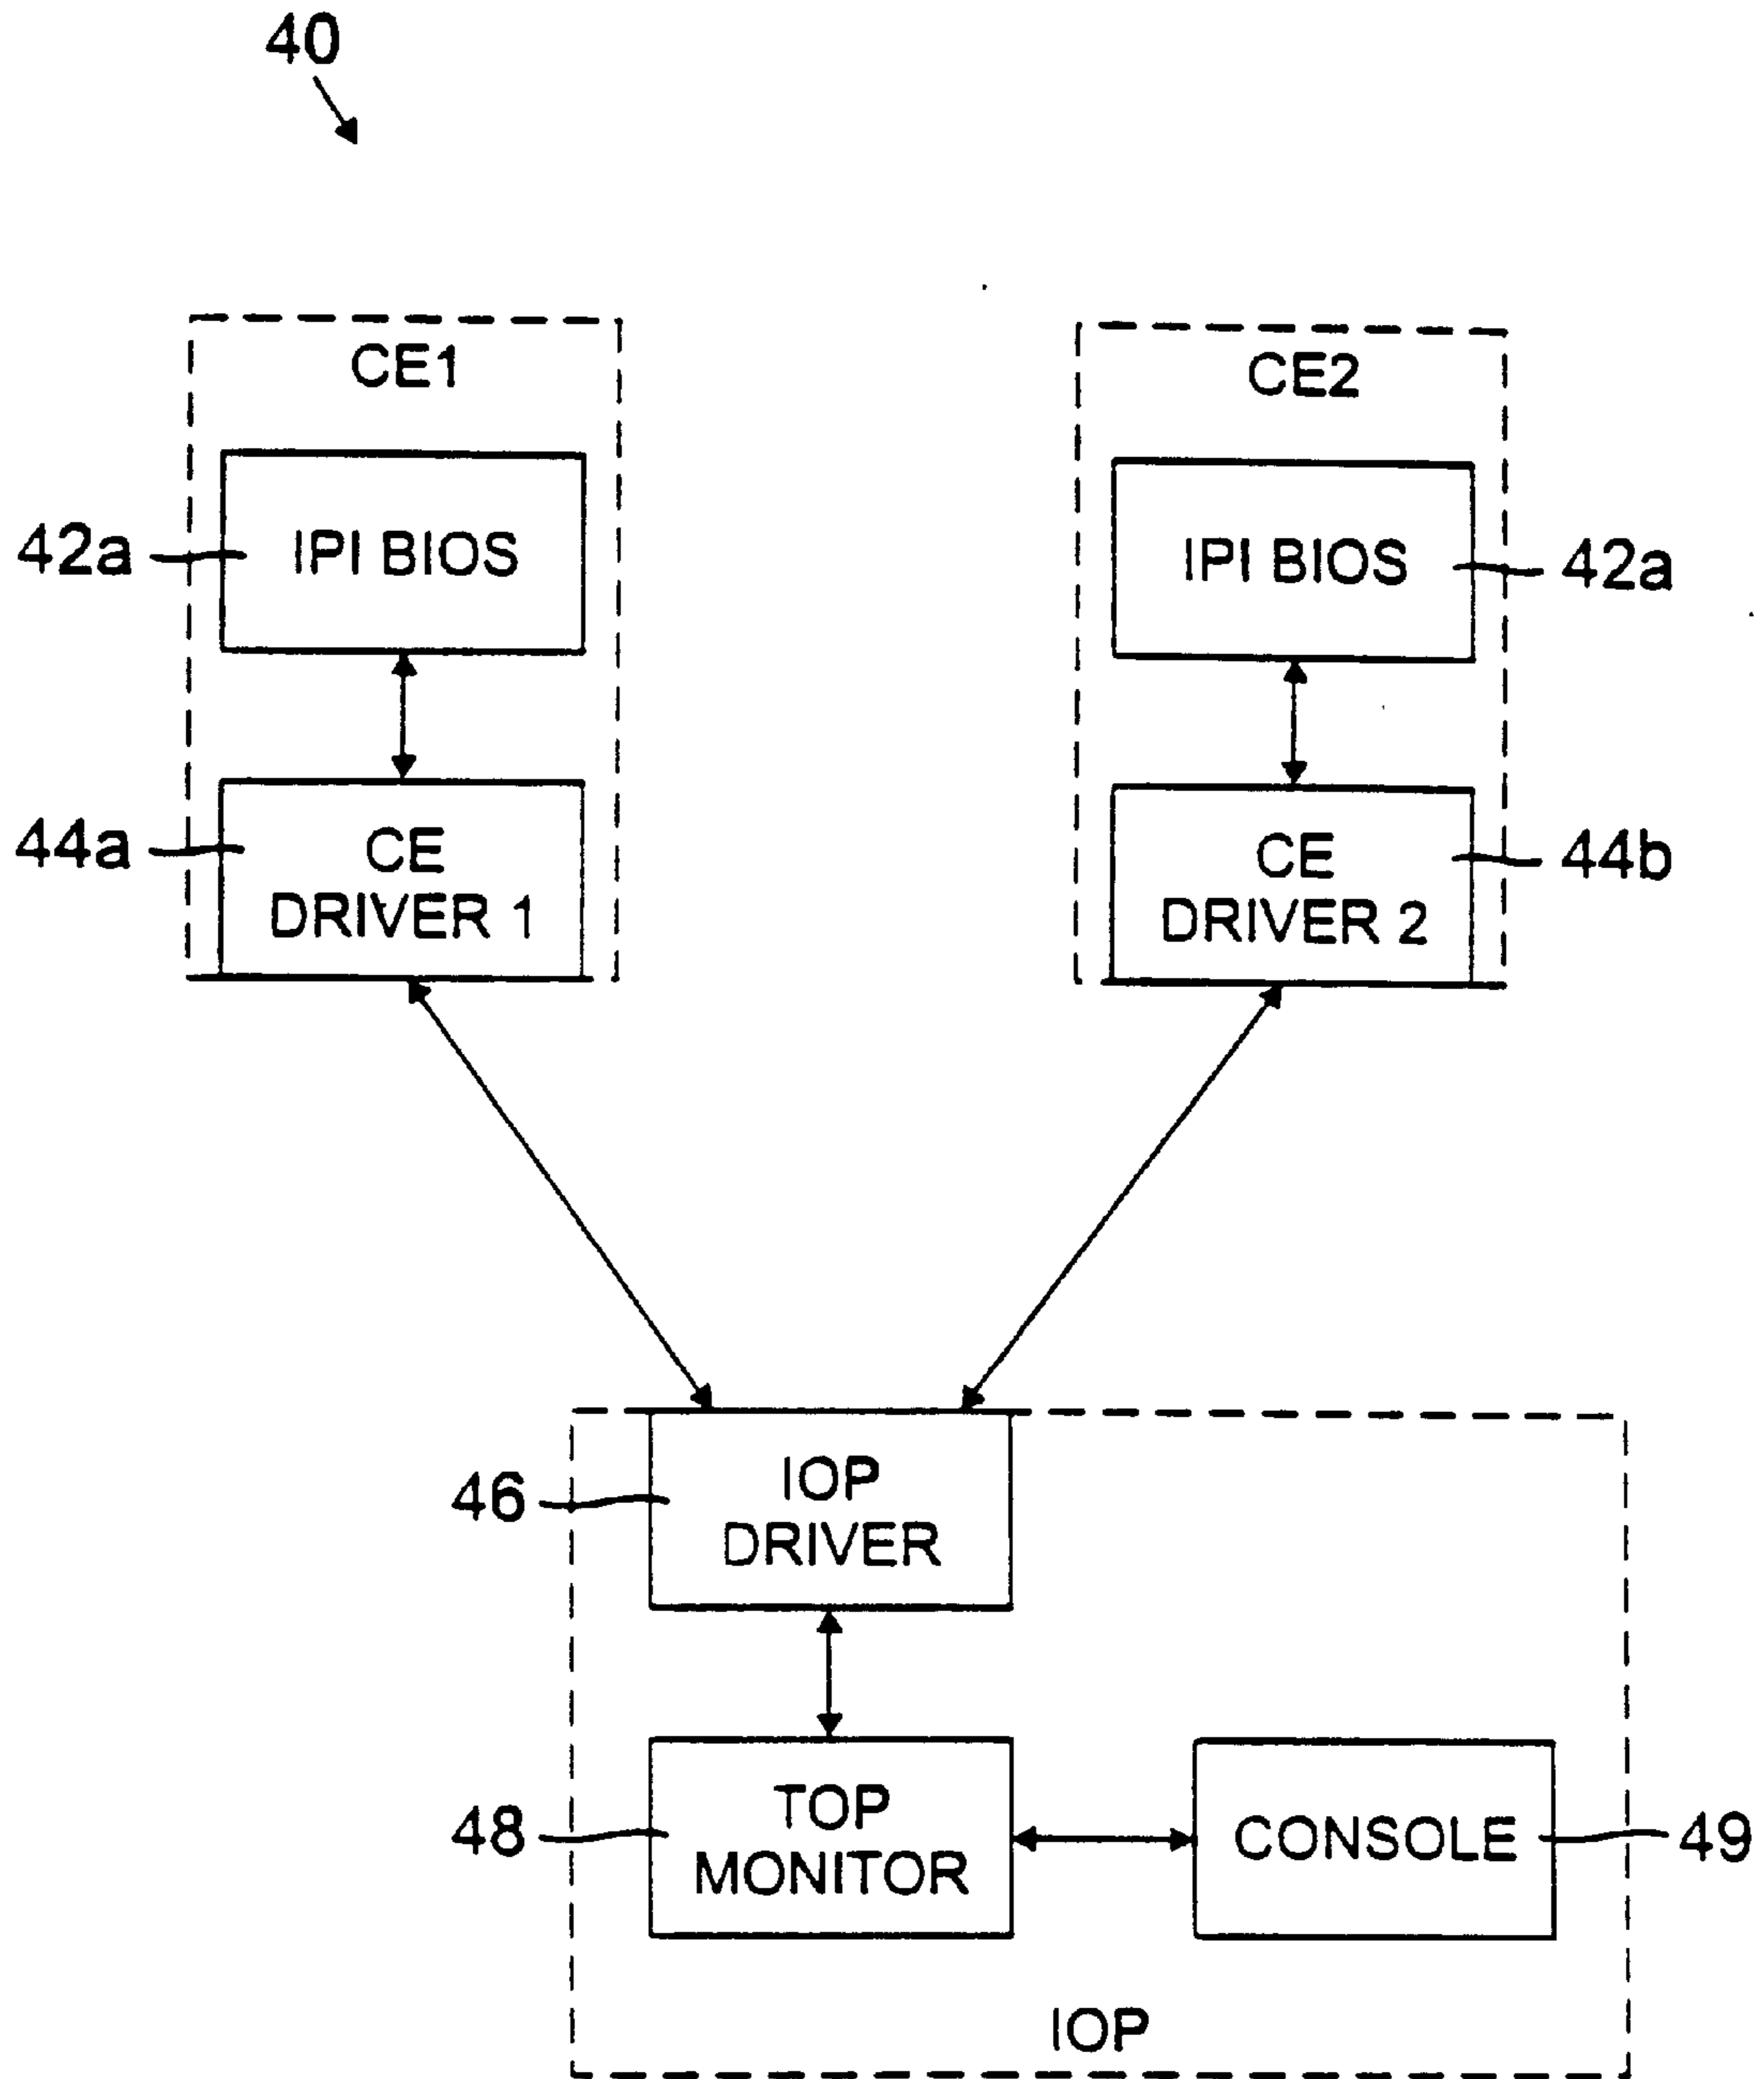 40
CE1
CE2
42a
IPI BIOS
IPI BIOS
42a
44a
CE
DRIVER 1
CE
DRIVER 2
44b
46
IOP
DRIVER
48
TOP
MONITOR
CONSOLE
49
IOP